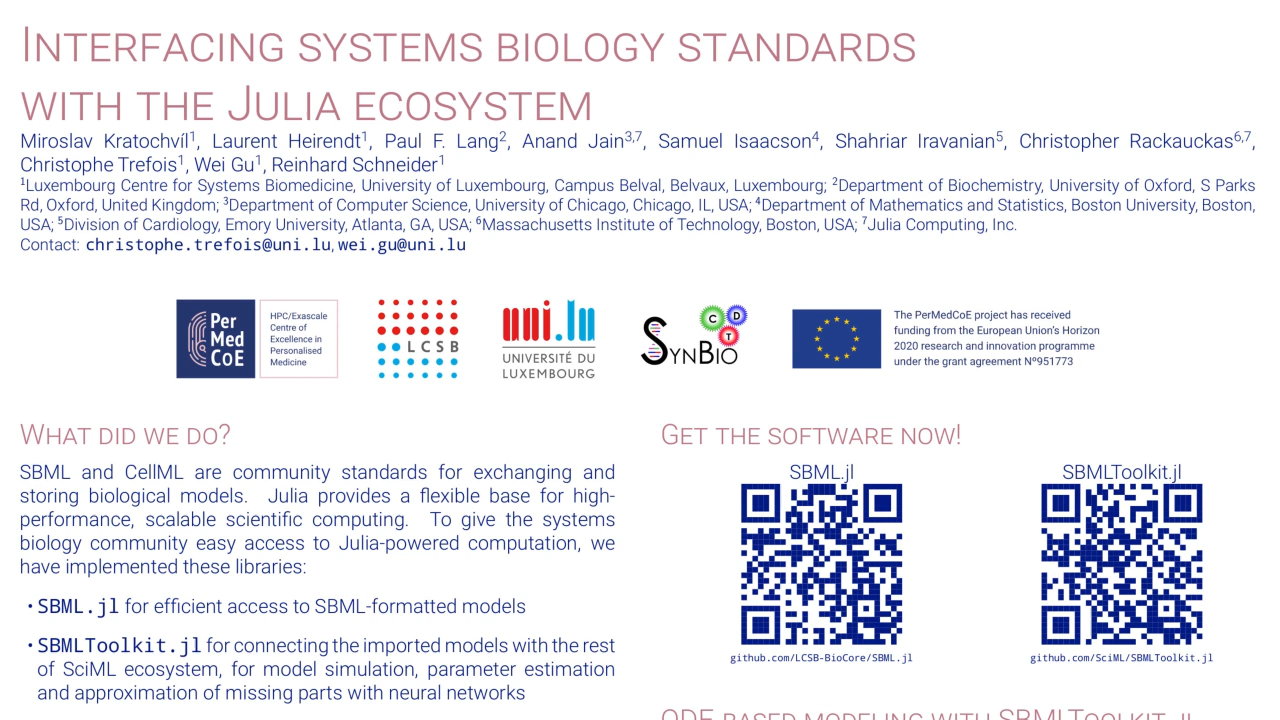 Interfacing systems biology standards
with the Julia ecosystem
Miroslav Kratochvíl1, Laurent Heirendt1, Paul F. Lang2, Anand Jain3,7, Samuel Isaacson4, Shahriar Iravanian5, Christopher Rackauckas6,7,
Christophe Trefois1, Wei Gu1, Reinhard Schneider1
1Luxembourg Centre for Systems Biomedicine, University of Luxembourg, Campus Belval, Belvaux, Luxembourg; 2Department of Biochemistry, University of Oxford, S Parks
Rd, Oxford, United Kingdom; 3Department of Computer Science, University of Chicago, Chicago, IL, USA; 4Department of Mathematics and Statistics, Boston University, Boston,
USA; 5Division of Cardiology, Emory University, Atlanta, GA, USA; 6Massachusetts Institute of Technology, Boston, USA; 7Julia Computing, Inc.
Contact: christophe.trefois@uni.lu, wei.gu@uni.lu
Per
Med
CoE
HPC/Exascale
Centre of
Excellence in
Personalised
Medicine
LCSB
uni.lu
UNIVERSITÉ DU
LUXEMBOURG
SYNBIO
C D
T
The PerMedCoE project has received
funding from the European Union's Horizon
2020 research and innovation programme
under the grant agreement Nº951773
What did we do?
SBML and CellML are community standards for exchanging and
storing biological models. Julia provides a flexible base for high-
performance, scalable scientific computing. To give the systems
biology community easy access to Julia-powered computation, we
have implemented these libraries:
• SBML.jl for efficient access to SBML-formatted models
• SBMLToolkit.jl for connecting the imported models with the rest
of SciML ecosystem, for model simulation, parameter estimation
and approximation of missing parts with neural networks
Get the software now!
SBML.jl
github.com/LCSB-BioCore/SBML.jl
SBMLToolkit.jl
github.com/SciML/SBMLToolkit.jl
ODE based modeling with SBMLToolkit.jl